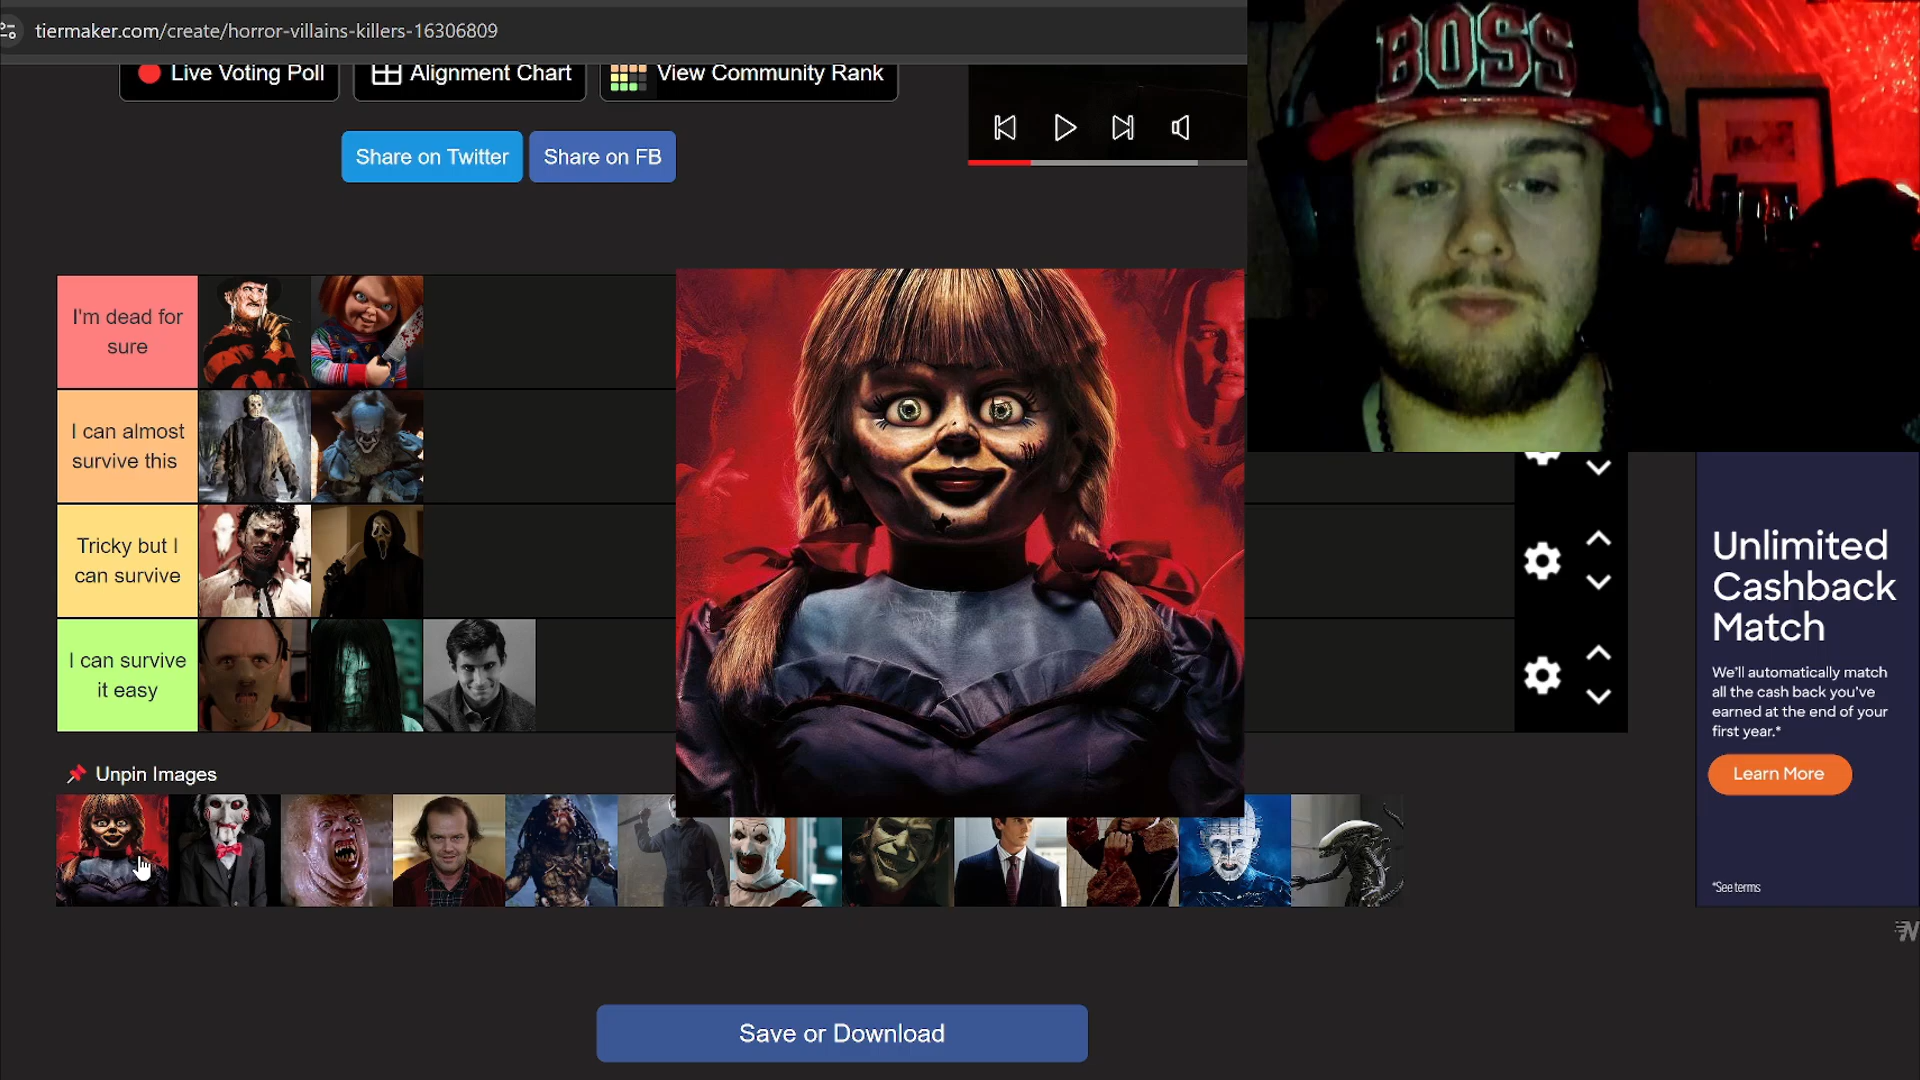 tiermaker.com/create/horror-villains-killers-16306809
Live Voting Poll
Alignment Chart
View Community Rank
Share on Twitter
Share on FB
BOSS
I'm dead for
sure
I can almost
survive this
Tricky but I
can survive
I can survive
it easy
Unpin Images
Unlimited
Cashback
Match
We'll automatically match
all the cash back you've
earned at the end of your
first year.*
Learn More
*See terms
Save or Download